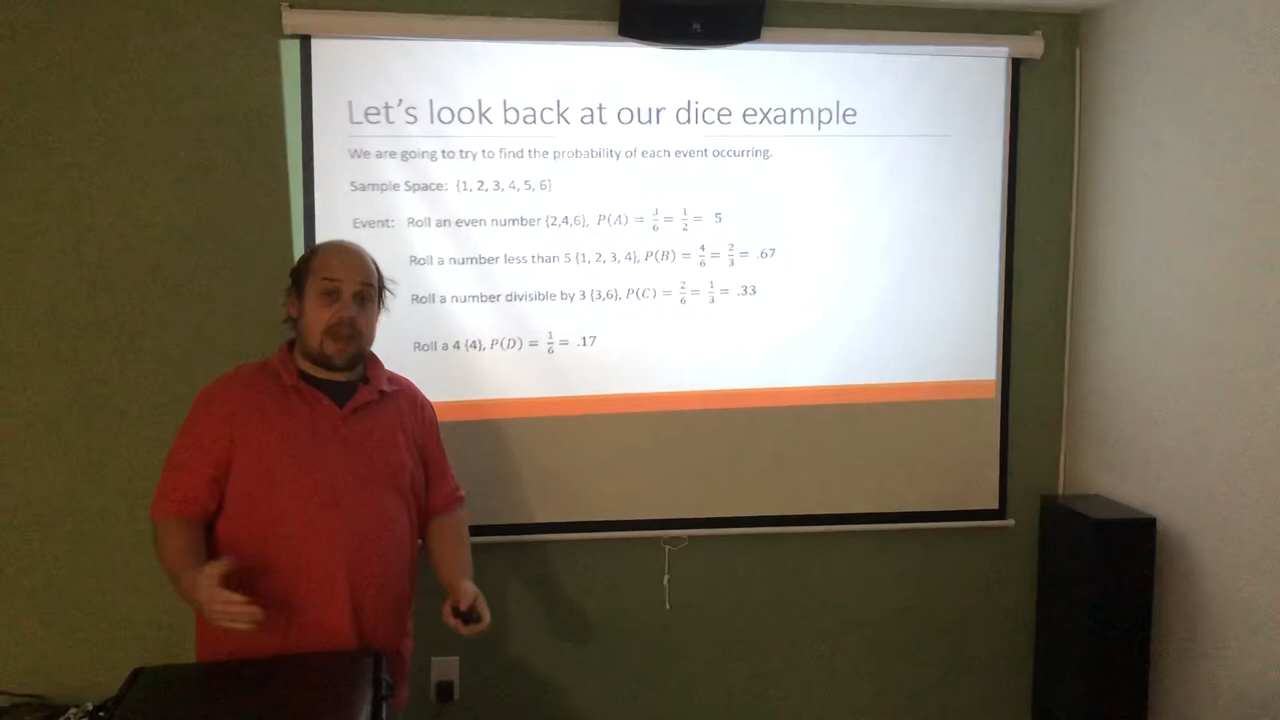 Let's look back at our dice example
We are going to try to find the probability of each event occurring.
Sample Space: {1, 2, 3, 4, 5, 6}
Event: Roll an even number {2,4,6}, P(A) = 3/6 = 1/2 = 5
Roll a number less than 5 {1, 2, 3, 4}, P(B) = 4/6 = 2/3 = .67
Roll a number divisible by 3 {3,6}, P(C) = 2/6 = 1/3 = .33
Roll a 4 {4}, P(D) = 1/6 = .17